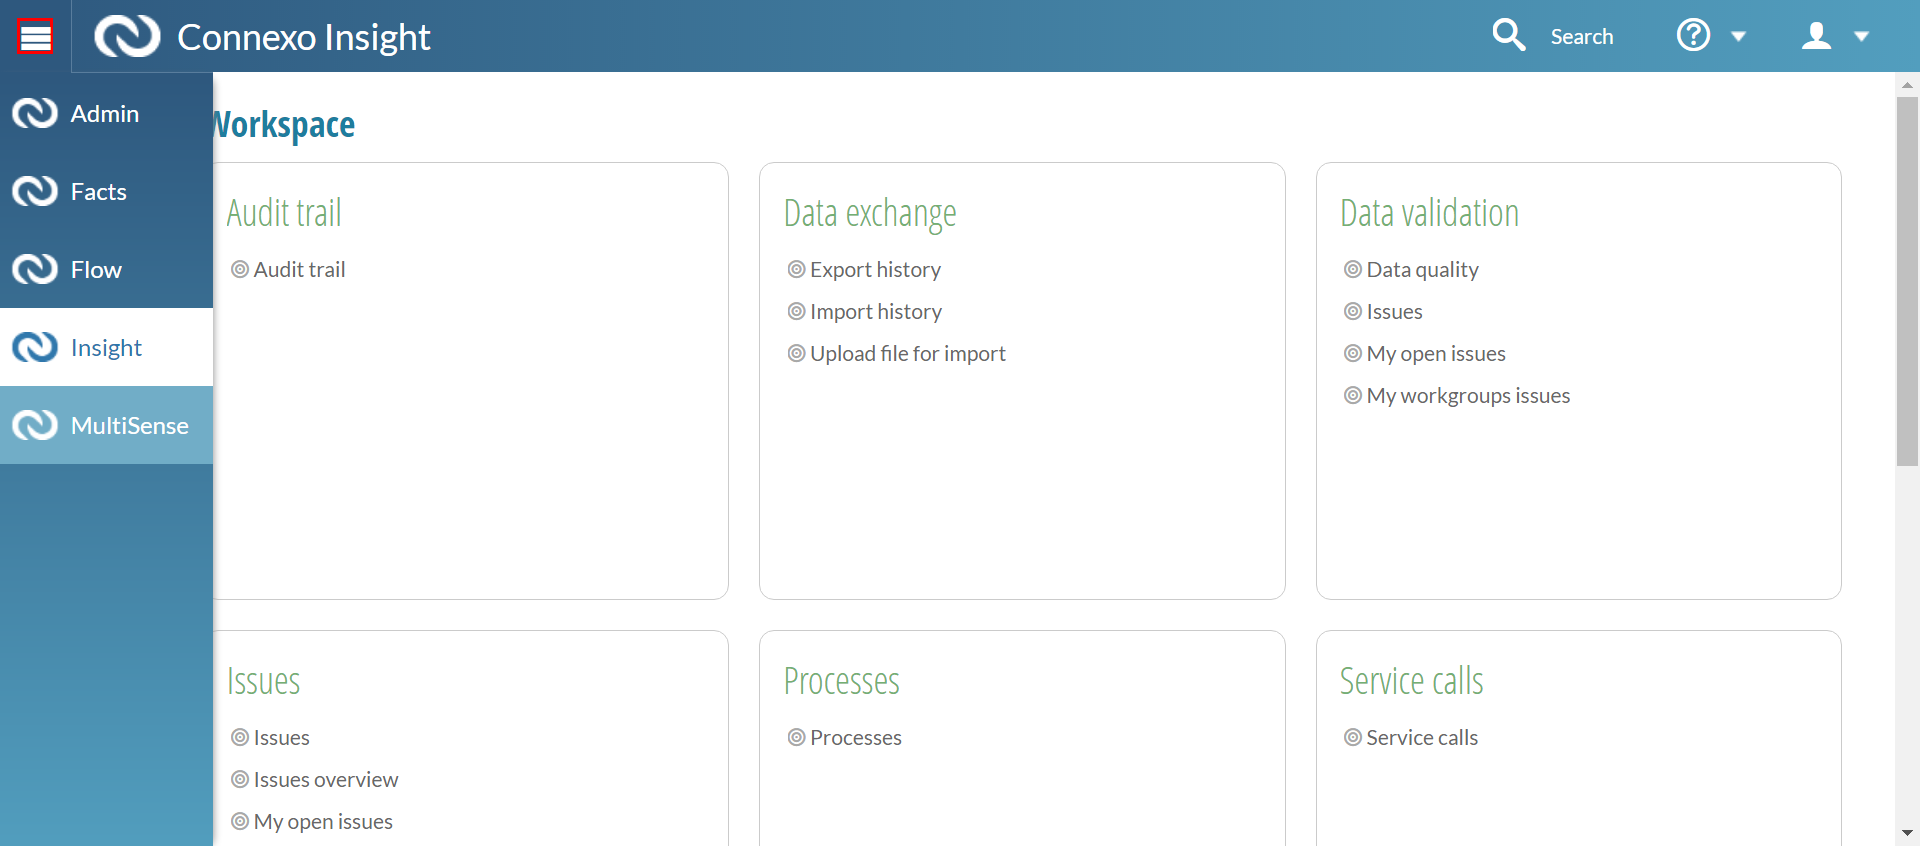 Connexo Insight
Search
Admin
Facts
Flow
Insight
MultiSense
Workspace
Audit trail
Audit trail
Data exchange
Export history
Import history
Upload file for import
Data validation
Data quality
Issues
My open issues
My workgroups issues
Issues
Issues
Issues overview
My open issues
Processes
Processes
Service calls
Service calls